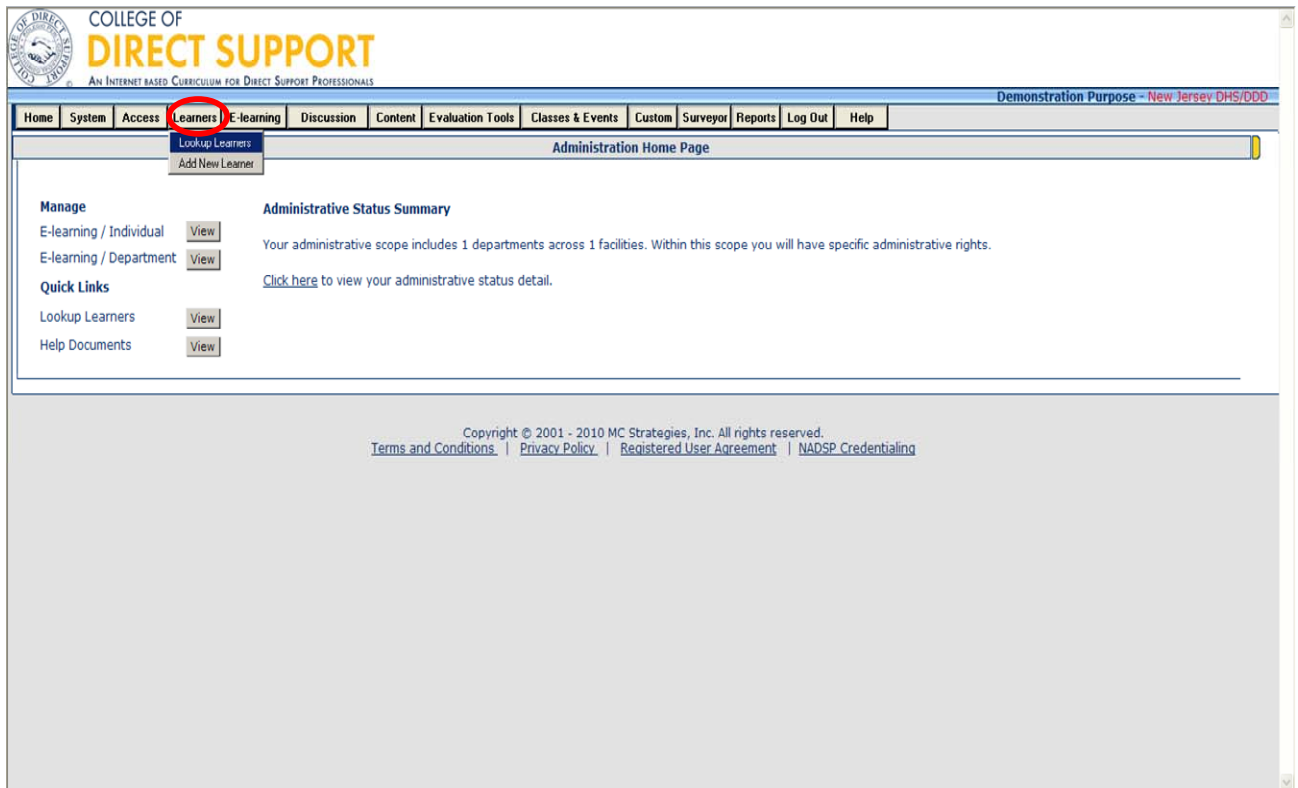 COLLEGE OF
DIRECT SUPPORT
AN INTERNET BASED CURRICULUM FOR DIRECT SUPPORT PROFESSIONALS
Demonstration Purpose - New Jersey DHS/DDD
Home System Access Learners E-learning Discussion Content Evaluation Tools Classes & Events Custom Surveyor Reports Log Out Help
Lookup Learners
Add New Learner
Administration Home Page
Manage
E-learning / Individual View
E-learning / Department View
Quick Links
Lookup Learners View
Help Documents View
Administrative Status Summary
Your administrative scope includes 1 departments across 1 facilities. Within this scope you will have specific administrative rights.
Click here to view your administrative status detail.
Copyright © 2001 - 2010 MC Strategies, Inc. All rights reserved.
Terms and Conditions | Privacy Policy | Registered User Agreement | NADSP Credentialing